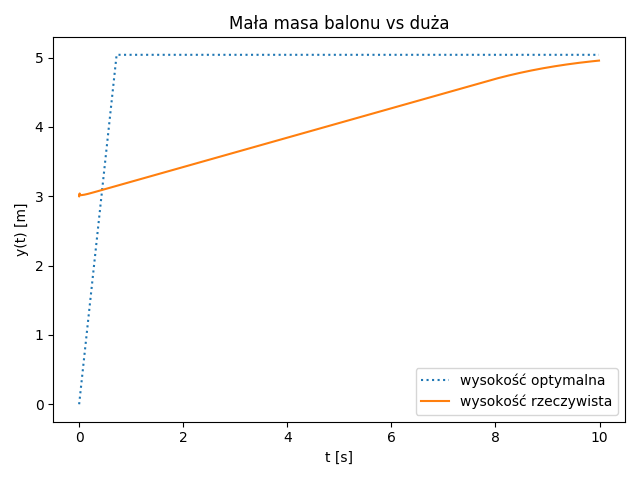 Mała masa balonu vs duża
y(t) [m]
5
4
3
2
1
0
0 2 4 6 8 10
t [s]
wysokość optymalna
wysokość rzeczywista